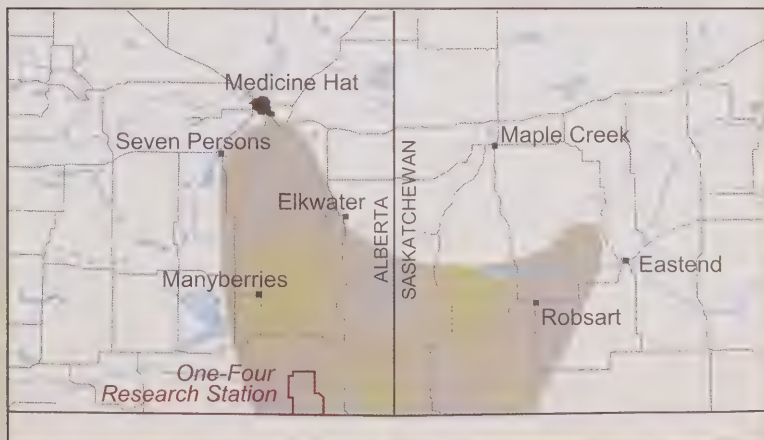 Medicine Hat
Seven Persons
Maple Creek
Elkwater
ALBERTA
SASKATCHEWAN
Eastend
Manyberries
Robsart
One-Four
Research Station